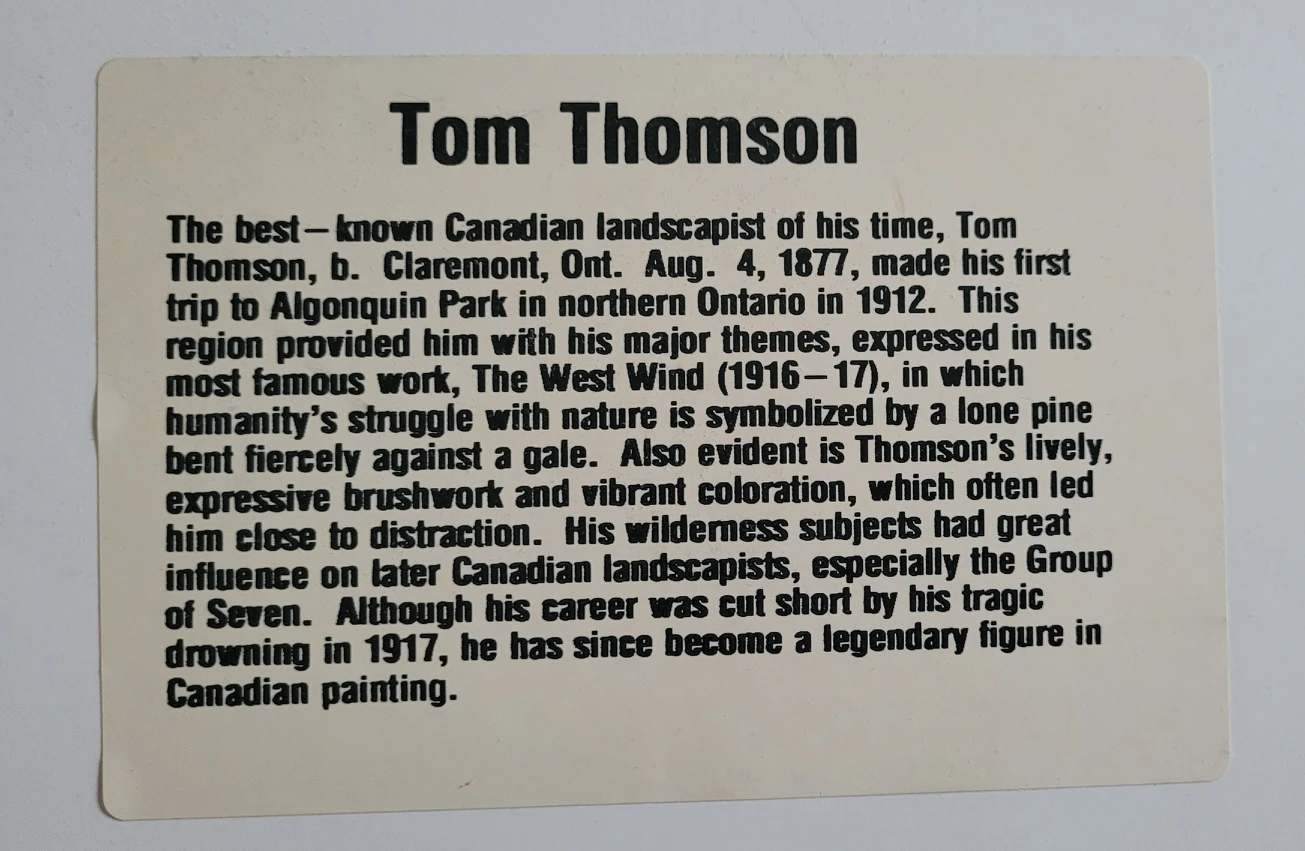 Tom Thomson
The best–known Canadian landscapist of his time, Tom
Thomson, b. Claremont, Ont. Aug. 4, 1877, made his first
trip to Algonquin Park in northern Ontario in 1912. This
region provided him with his major themes, expressed in his
most famous work, The West Wind (1916–17), in which
humanity's struggle with nature is symbolized by a lone pine
bent fiercely against a gale. Also evident is Thomson's lively,
expressive brushwork and vibrant coloration, which often led
him close to distraction. His wilderness subjects had great
influence on later Canadian landscapists, especially the Group
of Seven. Although his career was cut short by his tragic
drowning in 1917, he has since become a legendary figure in
Canadian painting.